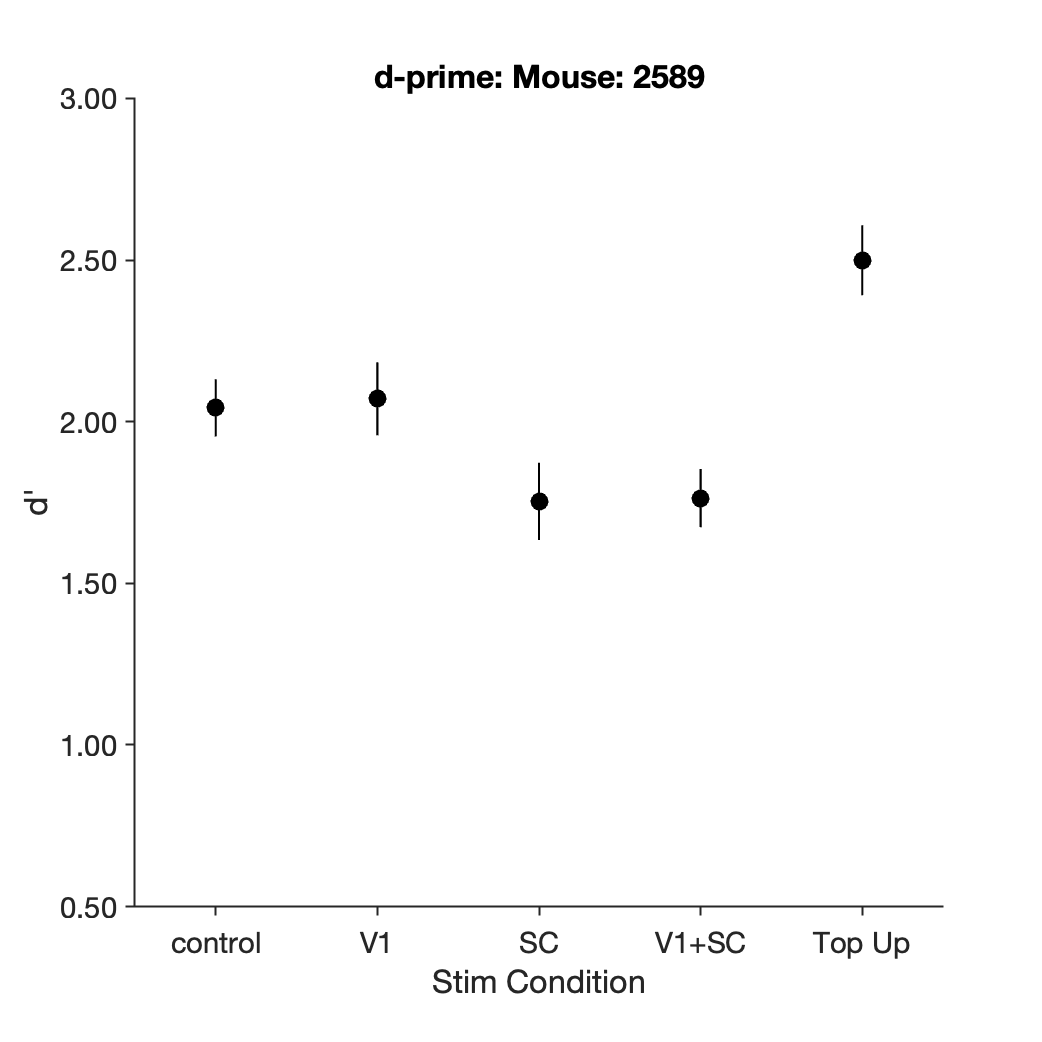 d-prime: Mouse: 2589
3.00
2.50
2.00
1.50
1.00
0.50
d'
control V1 SC V1+SC Top Up
Stim Condition